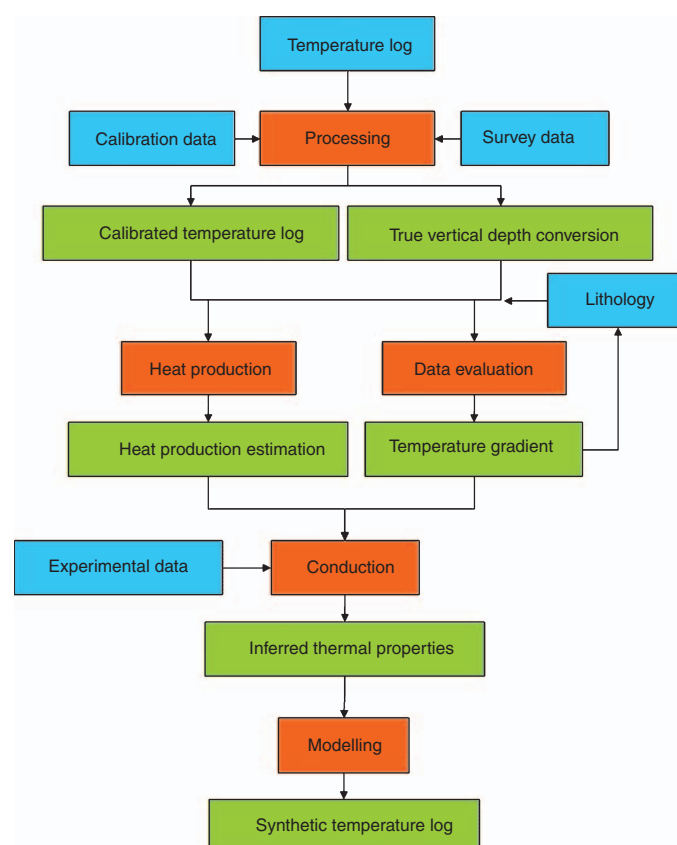 Temperature log
Calibration data
Processing
Survey data
Calibrated temperature log
True vertical depth conversion
Lithology
Heat production
Data evaluation
Heat production estimation
Temperature gradient
Experimental data
Conduction
Inferred thermal properties
Modelling
Synthetic temperature log